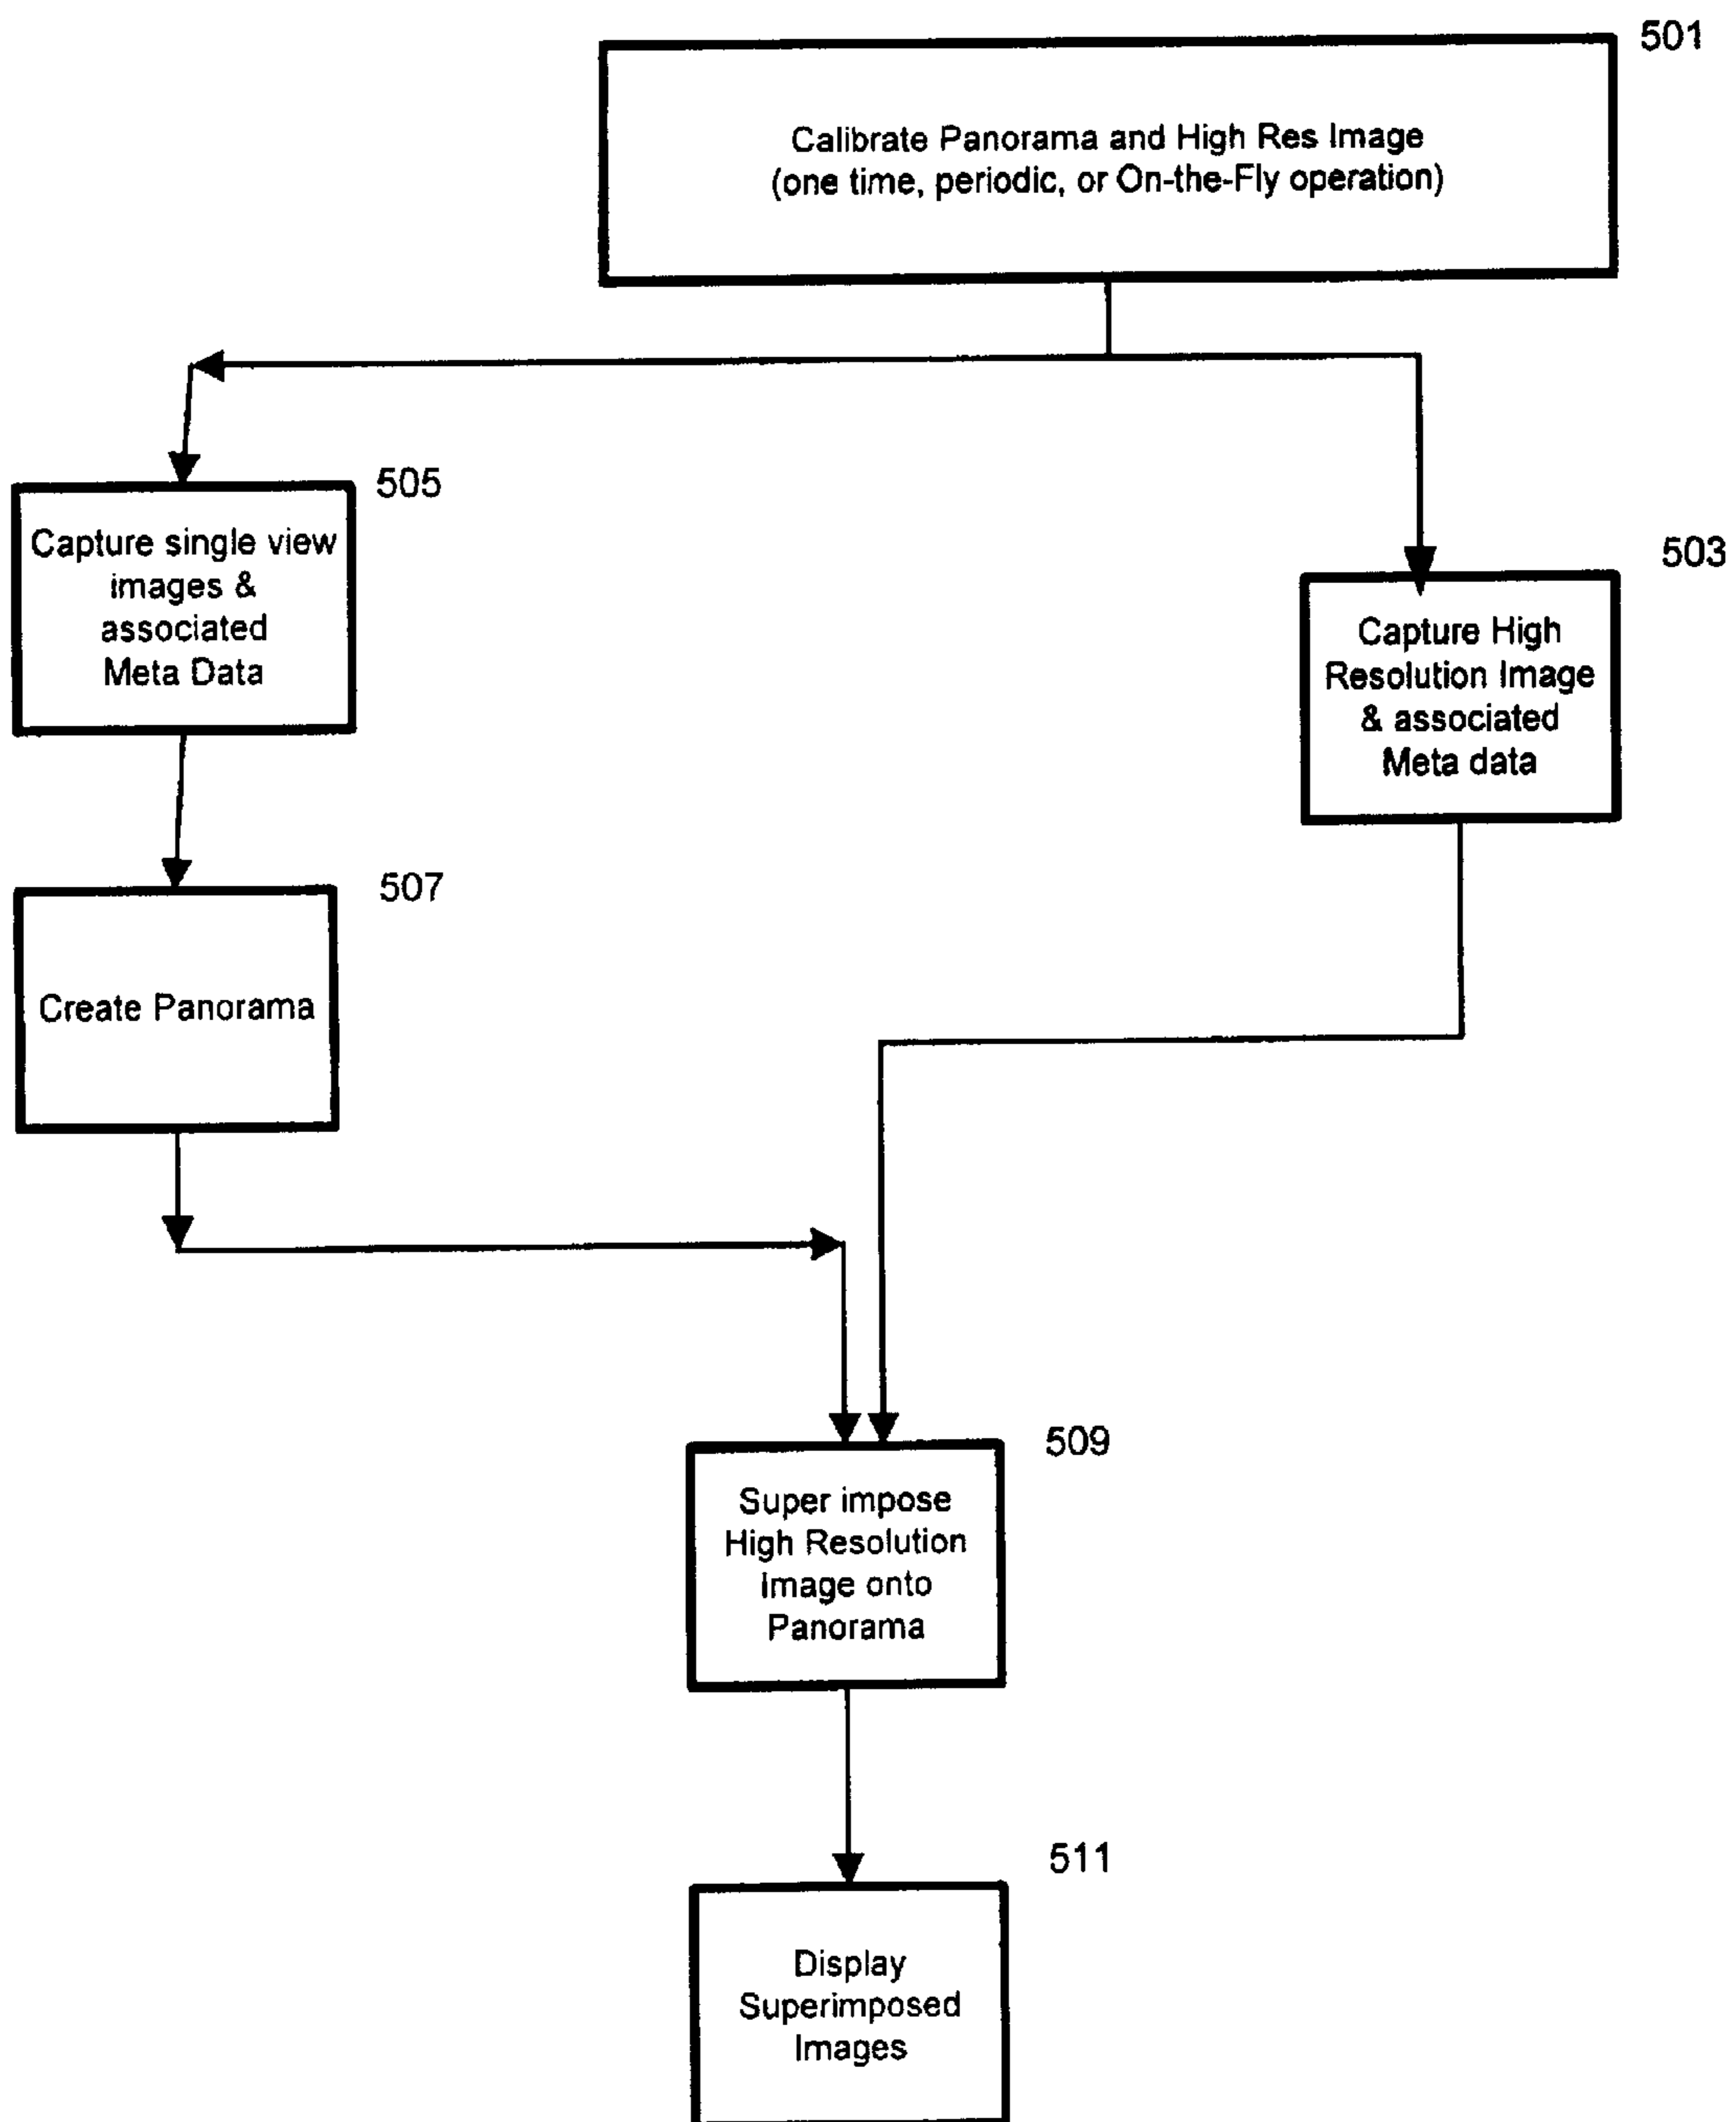 501
Calibrate Panorama and High Res Image
(one time, periodic, or On-the-Fly operation)
505
Capture single view
images &
associated
Meta Data
503
Capture High
Resolution Image
& associated
Meta data
507
Create Panorama
509
Super impose
High Resolution
Image onto
Panorama
511
Display
Superimposed
Images